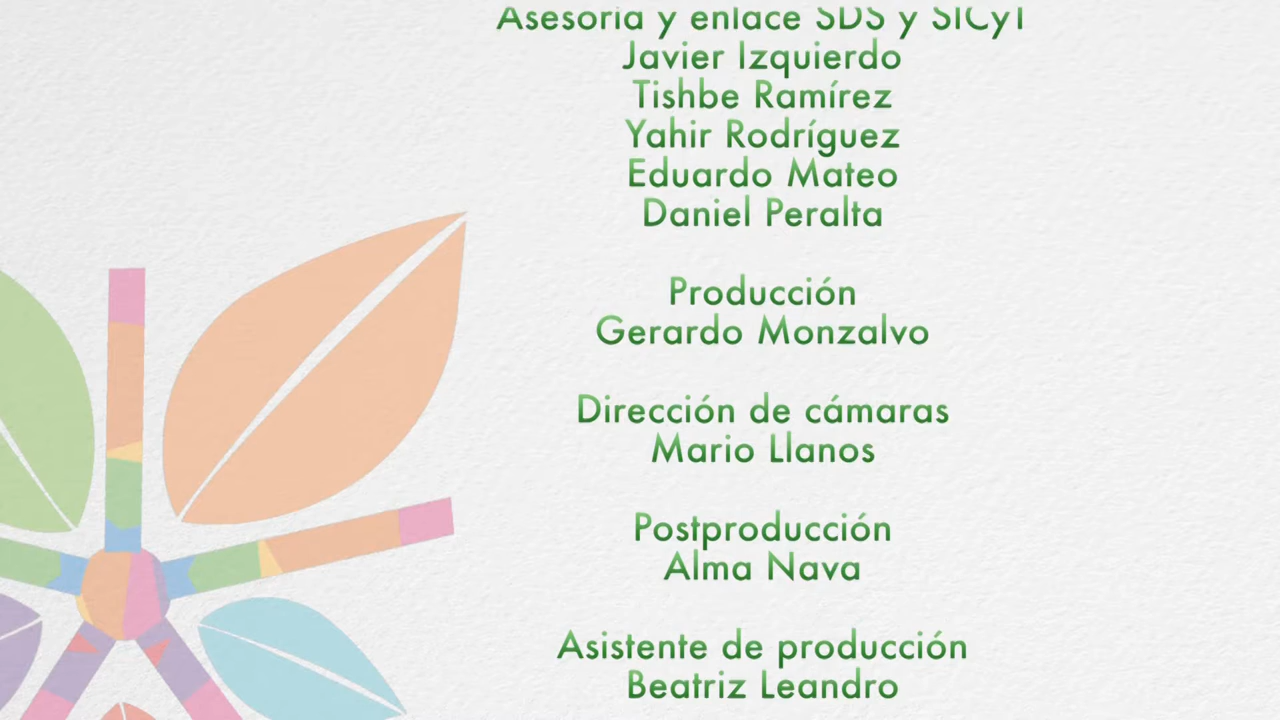 Asesoría y enlace SDS y SICyT
Javier Izquierdo
Tishbe Ramírez
Yahir Rodríguez
Eduardo Mateo
Daniel Peralta
Producción
Gerardo Monzalvo
Dirección de cámaras
Mario Llanos
Postproducción
Alma Nava
Asistente de producción
Beatriz Leandro